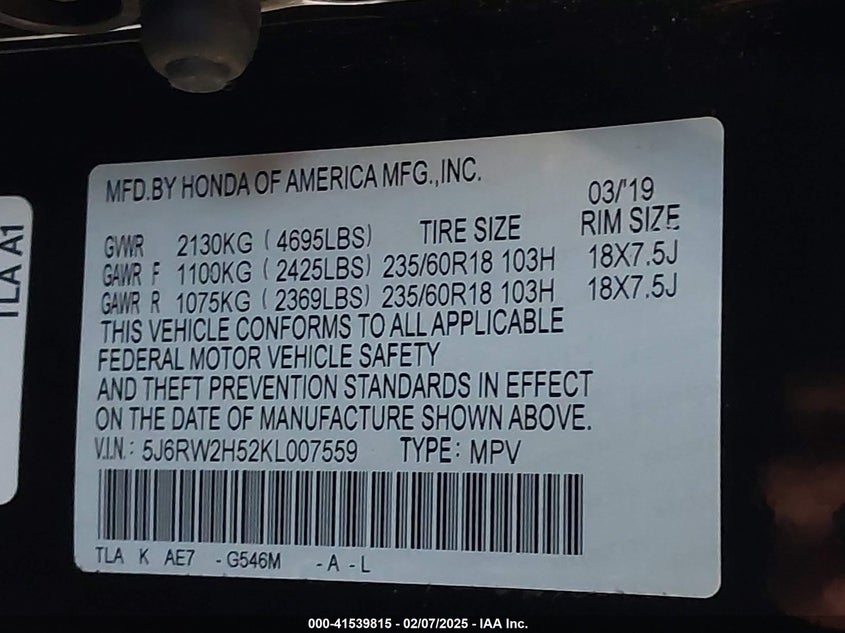 MFD.BY HONDA OF AMERICA MFG.,INC.
03/'19
GVWR 2130KG ( 4695LBS) TIRE SIZE RIM SIZE
GAWR F 1100KG ( 2425LBS) 235/60R18 103H 18X7.5J
GAWR R 1075KG ( 2369LBS) 235/60R18 103H 18X7.5J
THIS VEHICLE CONFORMS TO ALL APPLICABLE
FEDERAL MOTOR VEHICLE SAFETY
AND THEFT PREVENTION STANDARDS IN EFFECT
ON THE DATE OF MANUFACTURE SHOWN ABOVE.
V.I.N.: 5J6RW2H52KL007559 TYPE: MPV
TLA K AE7 -G546M -A -L
TLA A1
000-41539815 - 02/07/2025 - IAA Inc.